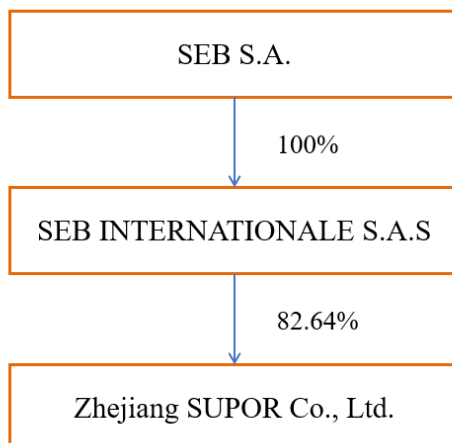 SEB S.A.
100%
SEB INTERNATIONALE S.A.S
82.64%
Zhejiang SUPOR Co., Ltd.